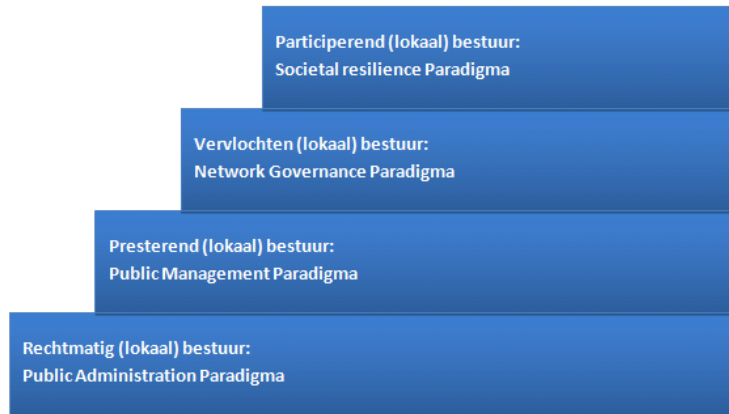 Participerend (lokaal) bestuur:
Societal resilience Paradigma
Vervlochten (lokaal) bestuur:
Network Governance Paradigma
Presterend (lokaal) bestuur:
Public Management Paradigma
Rechtmatig (lokaal) bestuur:
Public Administration Paradigma